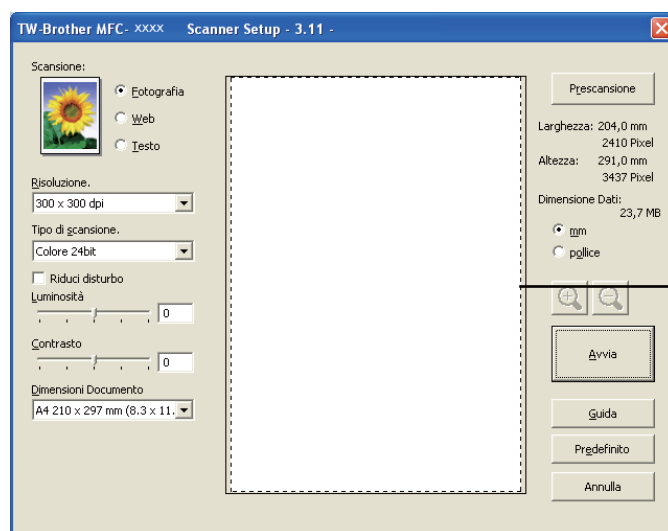 TW-Brother MFC- XXXX Scanner Setup - 3.11 -
Scansione:
Fotografia
Web
Testo
Risoluzione.
300 x 300 dpi
Tipo di scansione.
Colore 24bit
Riduci disturbo
Luminosità
0
Contrasto
0
Dimensioni Documento
A4 210 x 297 mm (8.3 x 11.
Prescansione
Larghezza: 204,0 mm
2410 Pixel
Altezza: 291,0 mm
3437 Pixel
Dimensione Dati:
23,7 MB
mm
pollice
Avvia
Guida
Predefinito
Annulla